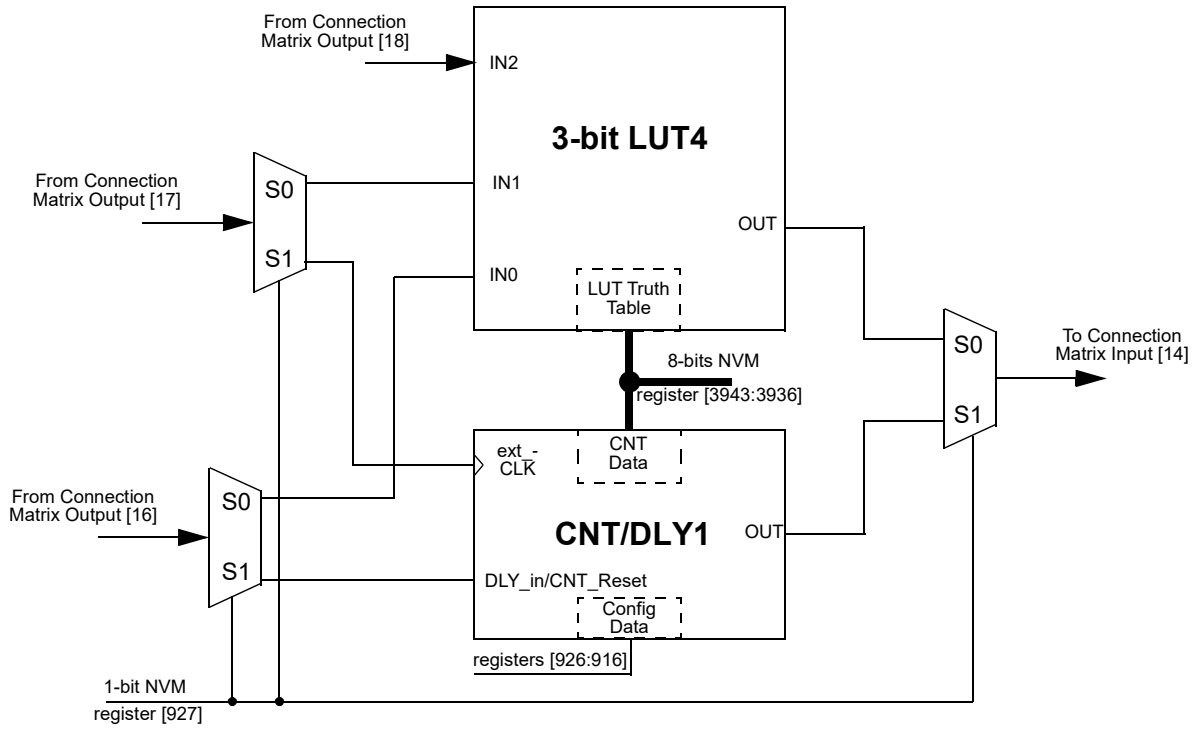 From Connection
Matrix Output [18]
IN2
3-bit LUT4
From Connection
Matrix Output [17]
S0
IN1
S1
OUT
IN0
LUT Truth
Table
S0
To Connection
Matrix Input [14]
8-bits NVM
register [3943:3936]
S1
ext_-
CLK
CNT
Data
From Connection
Matrix Output [16]
S0
CNT/DLY1
OUT
S1
DLY_in/CNT_Reset
Config
Data
registers [926:916]
1-bit NVM
register [927]